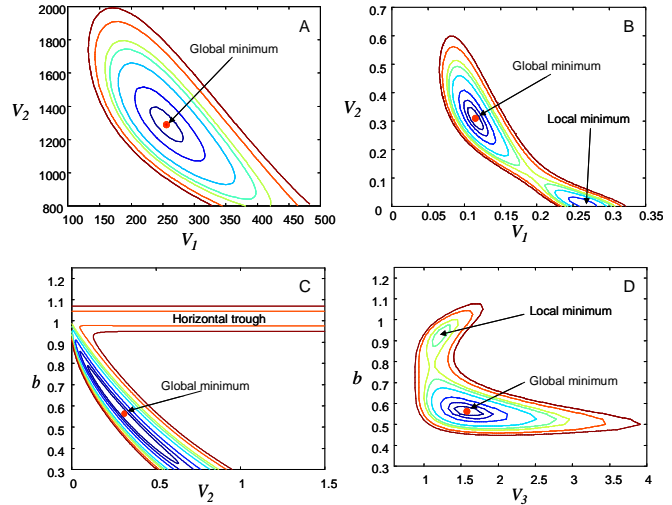 A
Global minimum
V2
2000
1800
1600
1400
1200
1000
800
100 150 200 250 300 350 400 450 500
V1
B
Global minimum
Local minimum
V2
0.7
0.6
0.5
0.4
0.3
0.2
0.1
0
0 0.05 0.1 0.15 0.2 0.25 0.3 0.35
V1
C
Horizontal trough
Global minimum
b
1.2
1.1
1
0.9
0.8
0.7
0.6
0.5
0.4
0.3
0 0.5 1 1.5
V2
D
Local minimum
Global minimum
b
1.2
1.1
1
0.9
0.8
0.7
0.6
0.5
0.4
0.3
1 1.5 2 2.5 3 3.5 4
V3